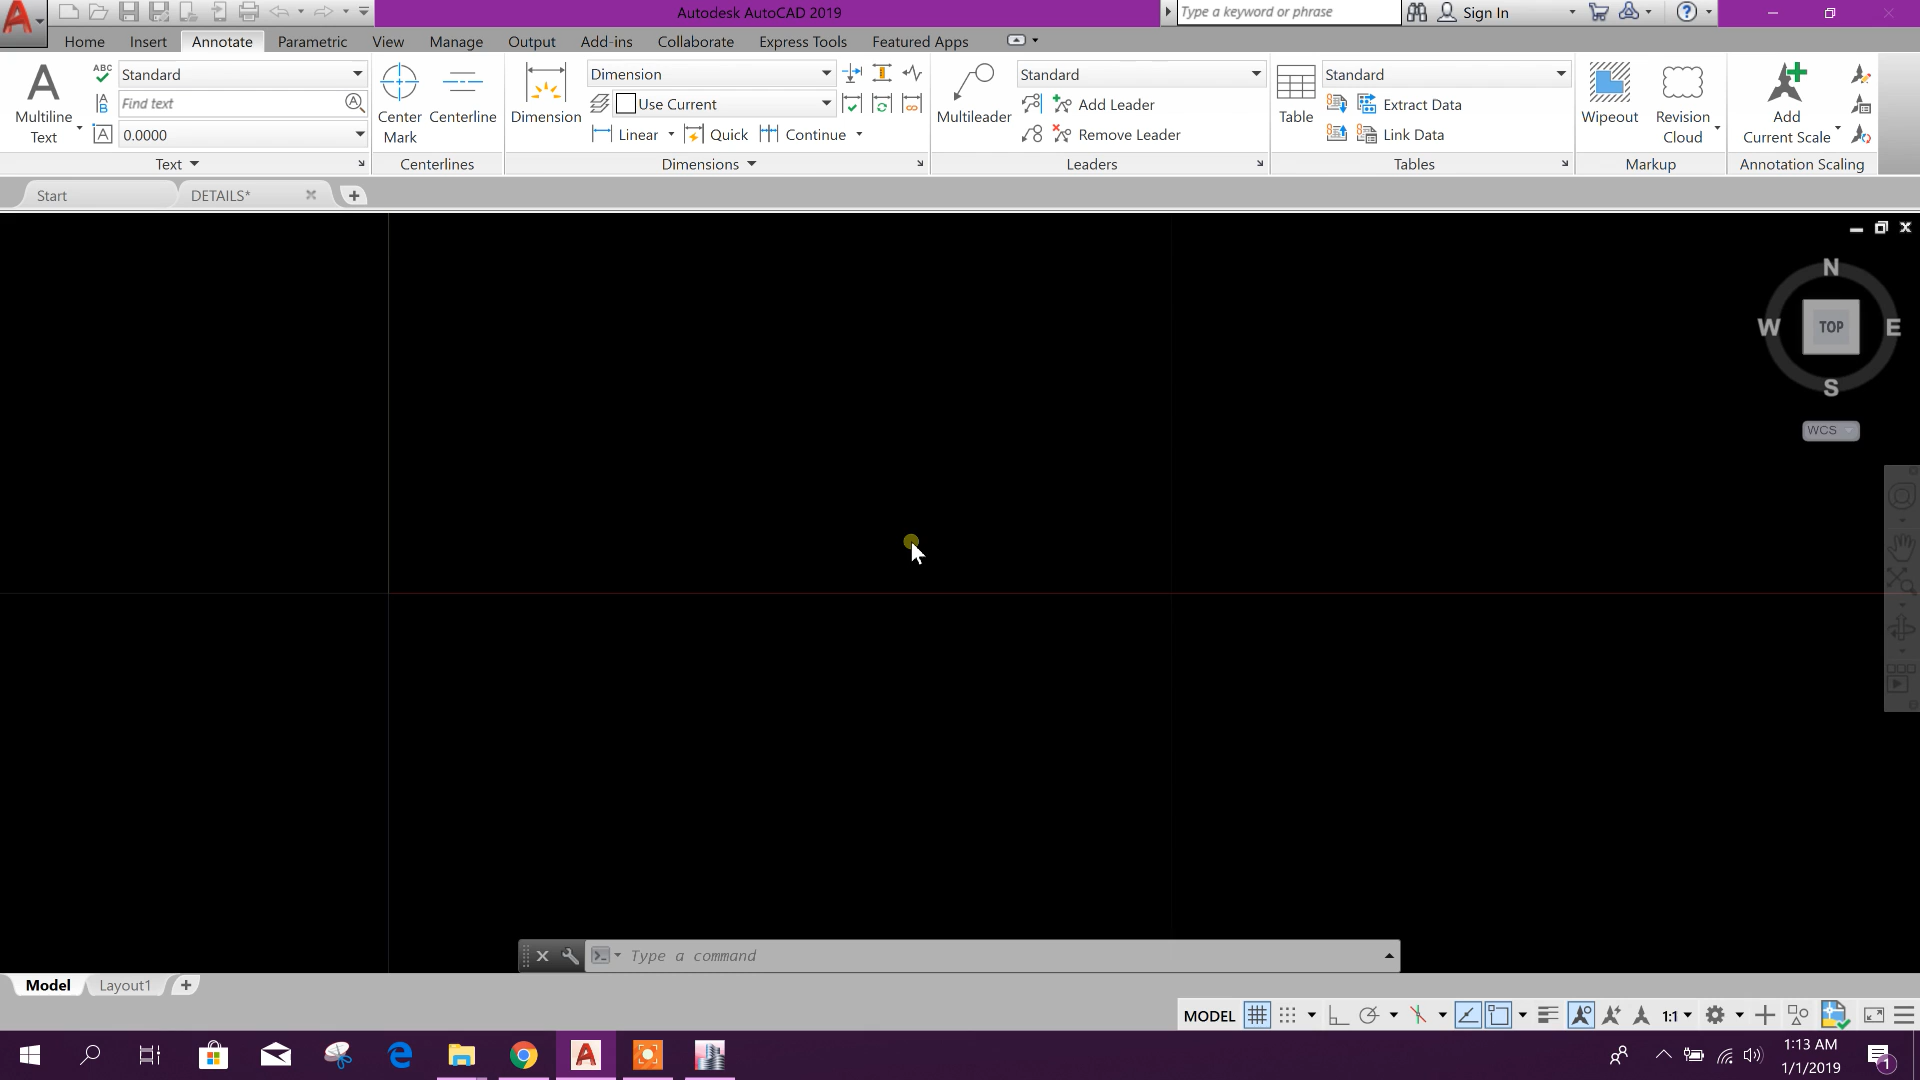 Autodesk AutoCAD 2019
Type a keyword or phrase
Sign In
Home Insert Annotate Parametric View Manage Output Add-ins Collaborate Express Tools Featured Apps
Multiline Text
ABC Standard
Find text
0.0000
Text
Center Mark
Centerline
Centerlines
Dimension
Dimension
Use Current
Linear Quick Continue
Dimensions
Multileader
Standard
Add Leader
Remove Leader
Leaders
Table
Standard
Extract Data
Link Data
Tables
Wipeout
Revision Cloud
Markup
Add Current Scale
Annotation Scaling
Start DETAILS*
N
W TOP E
S
WCS
Type a command
Model Layout1
MODEL 1:1
1:13 AM
1/1/2019
1